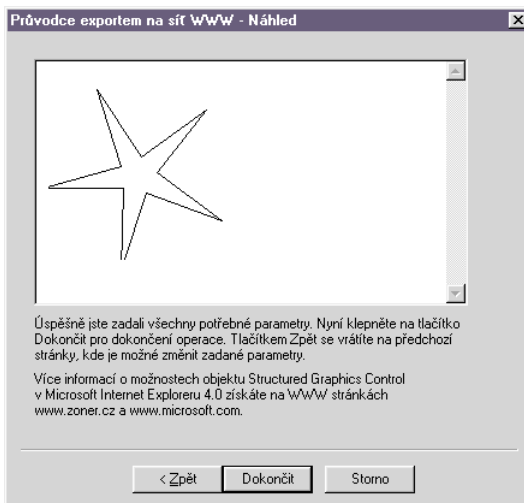 Průvodce exportem na síť WWW - Náhled
Úspěšně jste zadali všechny potřebné parametry. Nyní klepněte na tlačítko
Dokončit pro dokončení operace. Tlačítkem Zpět se vrátíte na předchozí
stránky, kde je možné změnit zadané parametry.
Více informací o možnostech objektu Structured Graphics Control
v Microsoft Internet Exploreru 4.0 získáte na WWW stránkách
www.zoner.cz a www.microsoft.com.
< Zpět Dokončit Storno